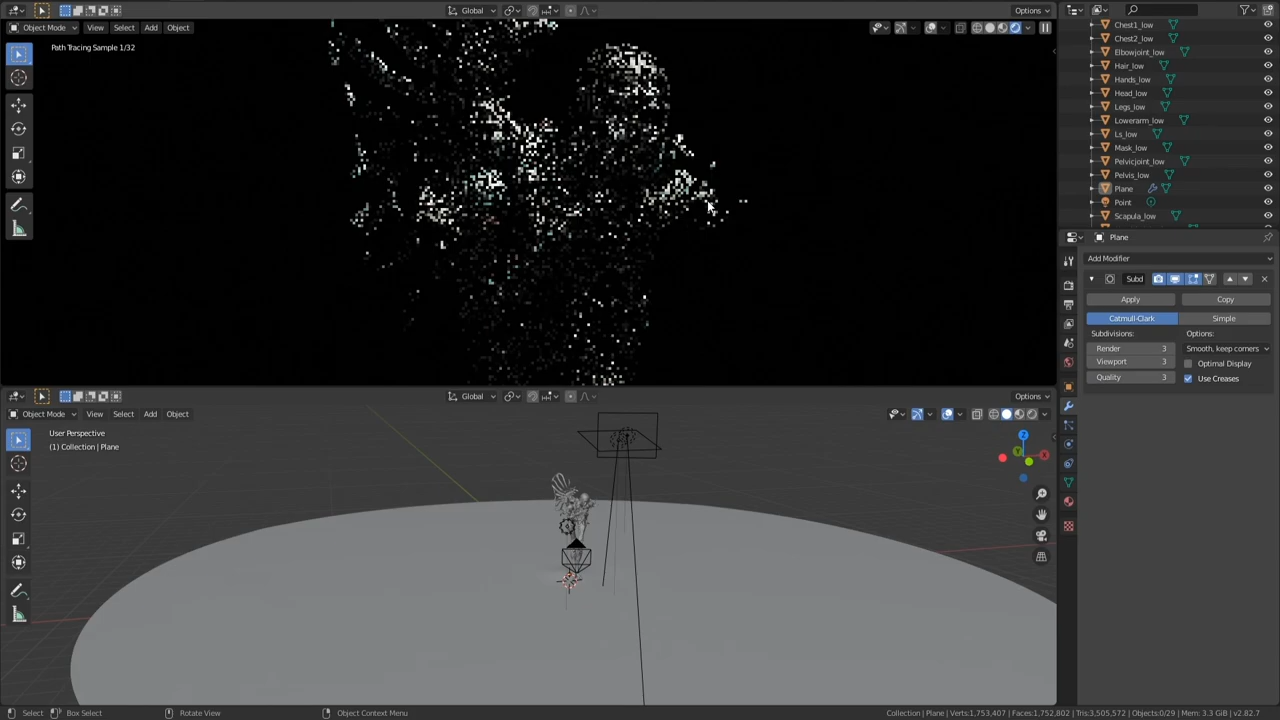 Global
Options
Object Mode
View
Select
Add
Object
Path Tracing Sample 1/32
Chest1_low
Chest2_low
Elbowjoint_low
Hair_low
Hands_low
Head_low
Legs_low
Lowerarm_low
Ls_low
Mask_low
Pelvicjoint_low
Pelvis_low
Plane
Point
Scapula_low
Plane
Add Modifier
Subd
Apply
Copy
Catmull-Clark
Simple
Subdivisions:
Options:
Render 3
Smooth, keep corners
Viewport 3
Optimal Display
Quality 3
Use Creases
Global
Options
Object Mode
View
Select
Add
Object
User Perspective
(1) Collection | Plane
Z
Y
X
Select
Box Select
Rotate View
Object Context Menu
Collection | Plane | Verts:1,753,407 | Faces:1,752,802 | Tris:3,505,572 | Objects:0/29 | Mem: 3.3 GiB | v2.82.7